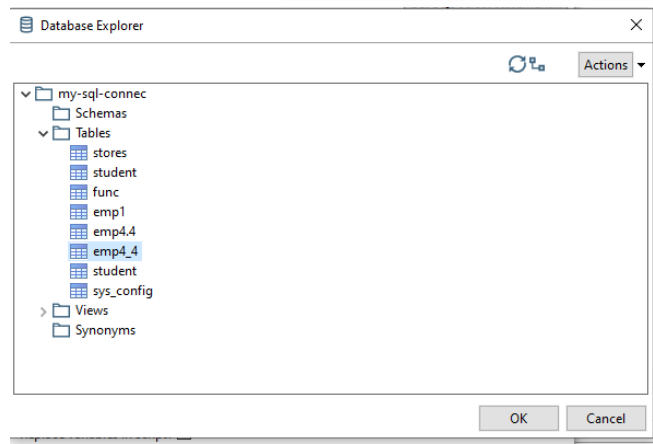 Database Explorer
Actions
my-sql-connec
Schemas
Tables
stores
student
func
emp1
emp4.4
emp4_4
student
sys_config
Views
Synonyms
OK
Cancel